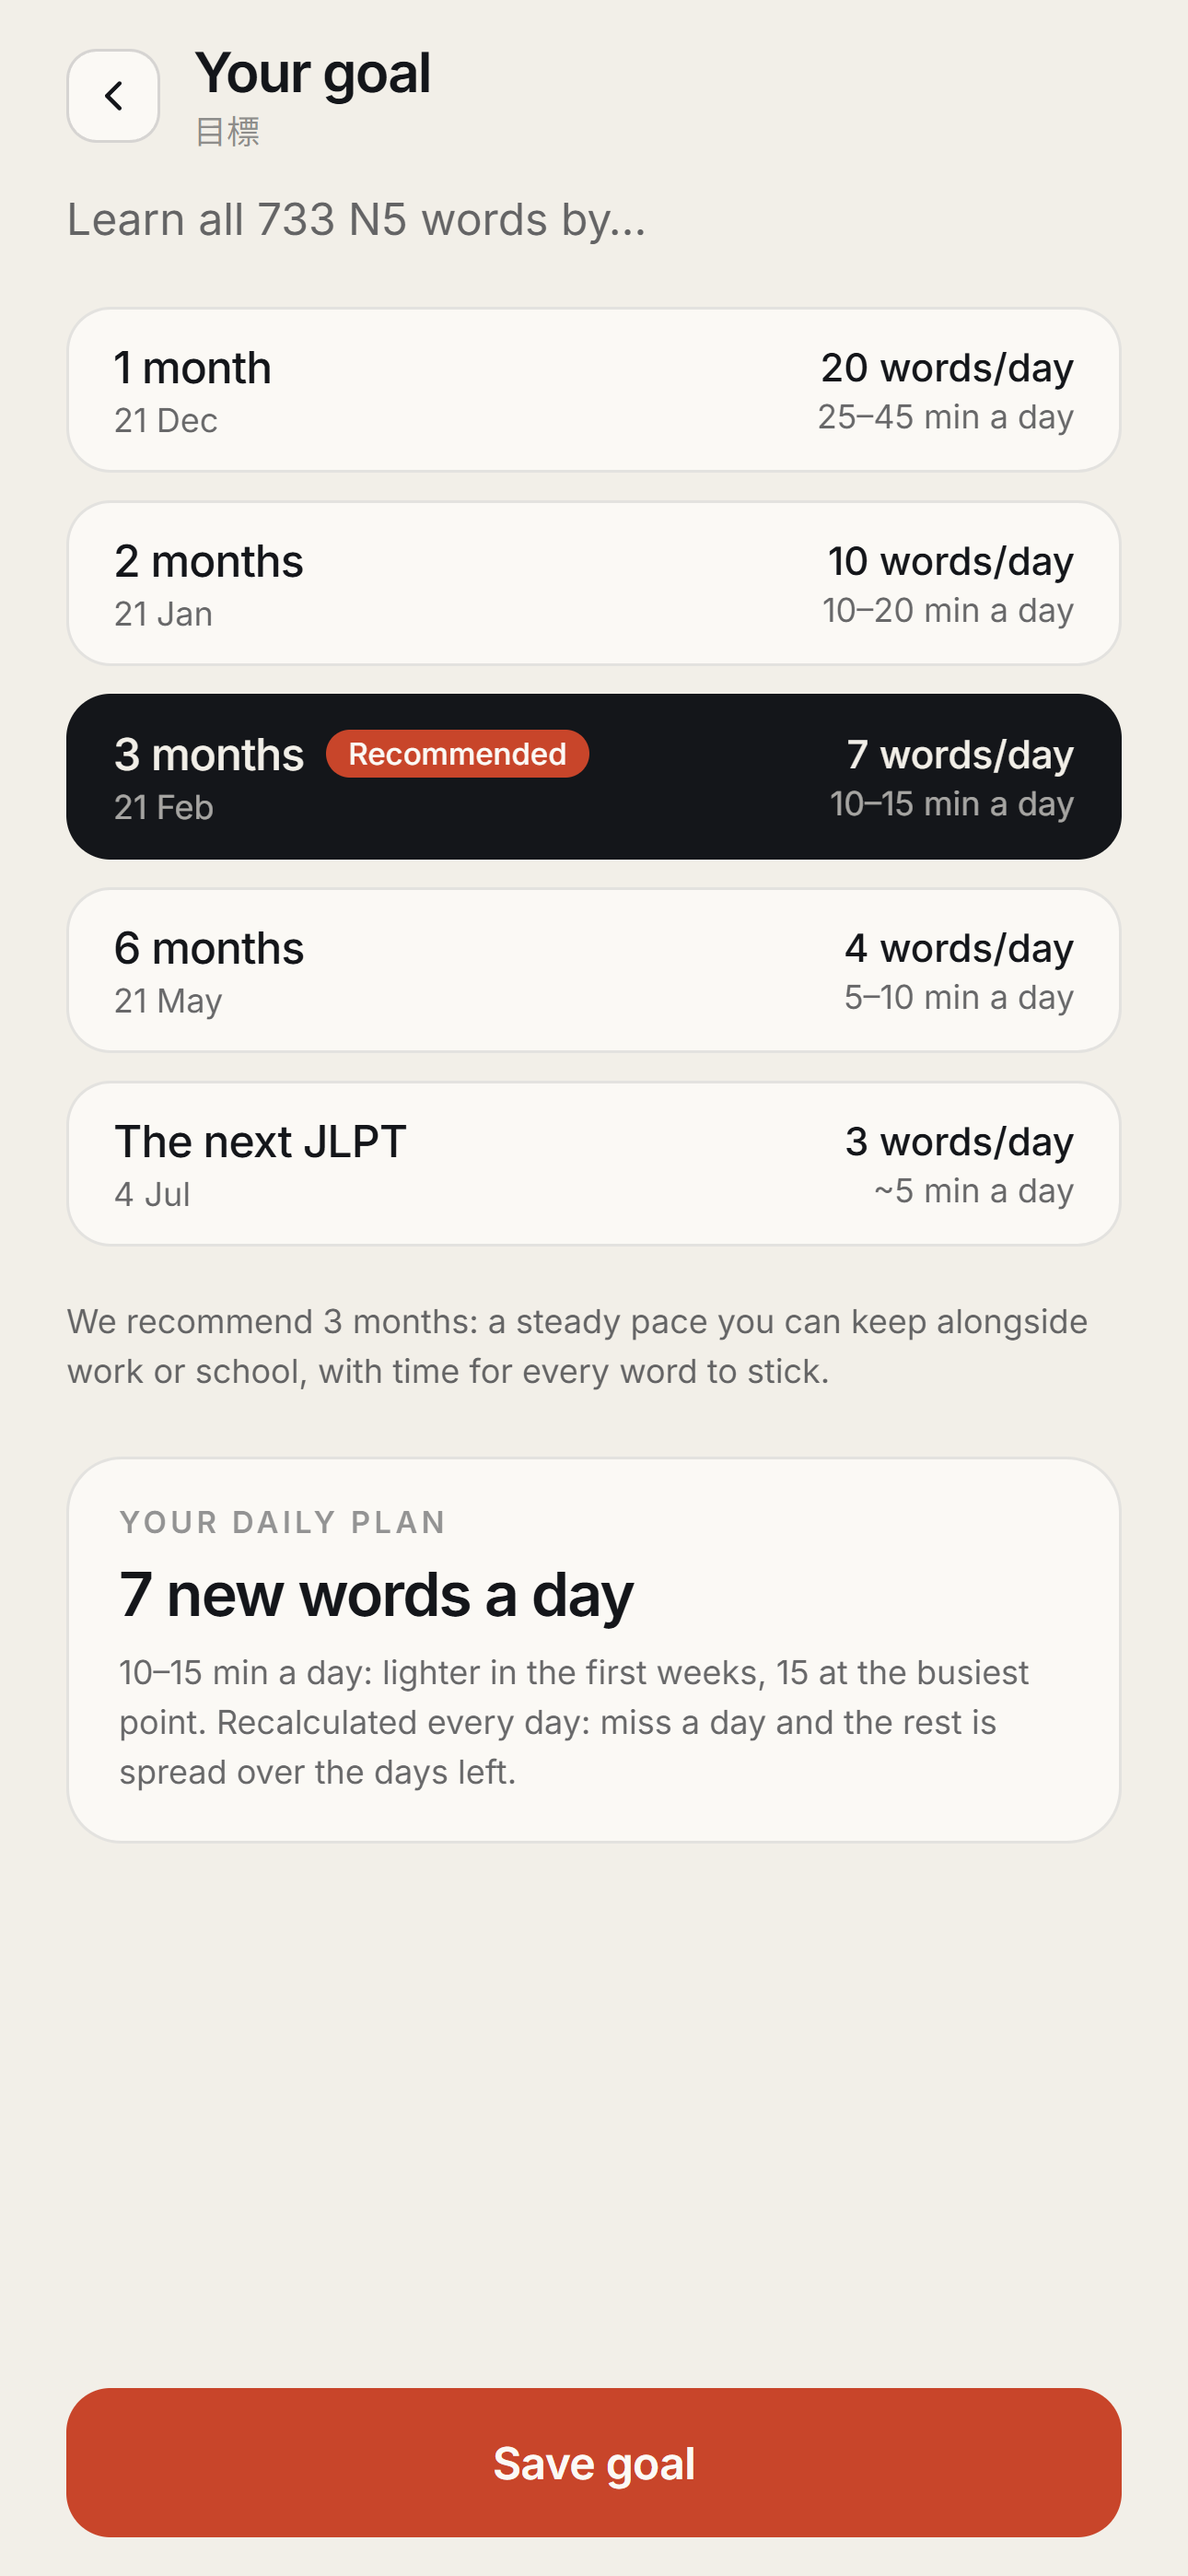 Your goal
目標
Learn all 733 N5 words by...
1 month
20 words/day
21 Dec
25–45 min a day
2 months
10 words/day
21 Jan
10–20 min a day
3 months
Recommended
7 words/day
21 Feb
10–15 min a day
6 months
4 words/day
21 May
5–10 min a day
The next JLPT
3 words/day
4 Jul
~5 min a day
We recommend 3 months: a steady pace you can keep alongside
work or school, with time for every word to stick.
YOUR DAILY PLAN
7 new words a day
10–15 min a day: lighter in the first weeks, 15 at the busiest
point. Recalculated every day: miss a day and the rest is
spread over the days left.
Save goal